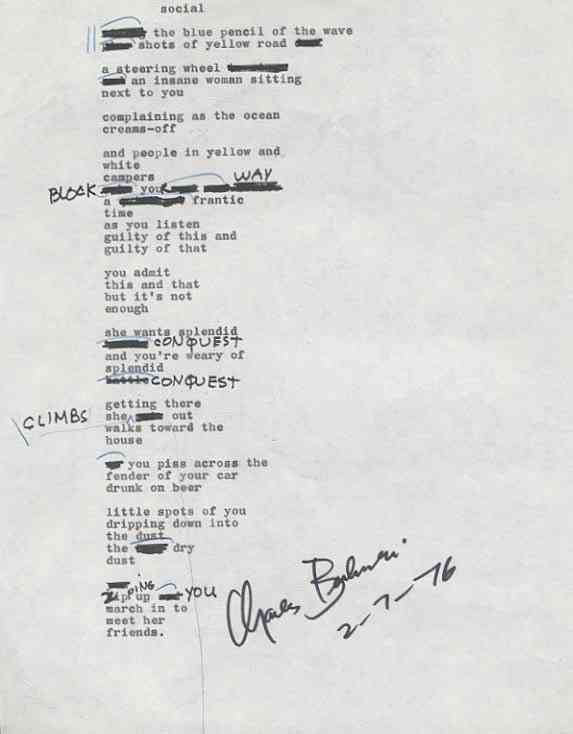 social
the blue pencil of the wave
shots of yellow road
a steering wheel
an insane woman sitting
next to you
complaining as the ocean
creams-off
and people in yellow and
white
campers
BLOCK your WAY
a frantic
time
as you listen
guilty of this and
guilty of that
you admit
this and that
but it's not
enough
she wants splendid
CONQUEST
and you're weary of
splendid
battle CONQUEST
getting there
CLIMBS she out
walks toward the
house
you piss across the
fender of your car
drunk on beer
little spots of you
dripping down into
the dust
the dry
dust
zipPING up YOU
march in to
meet her
friends.
Charles Bukowski
2-7-76